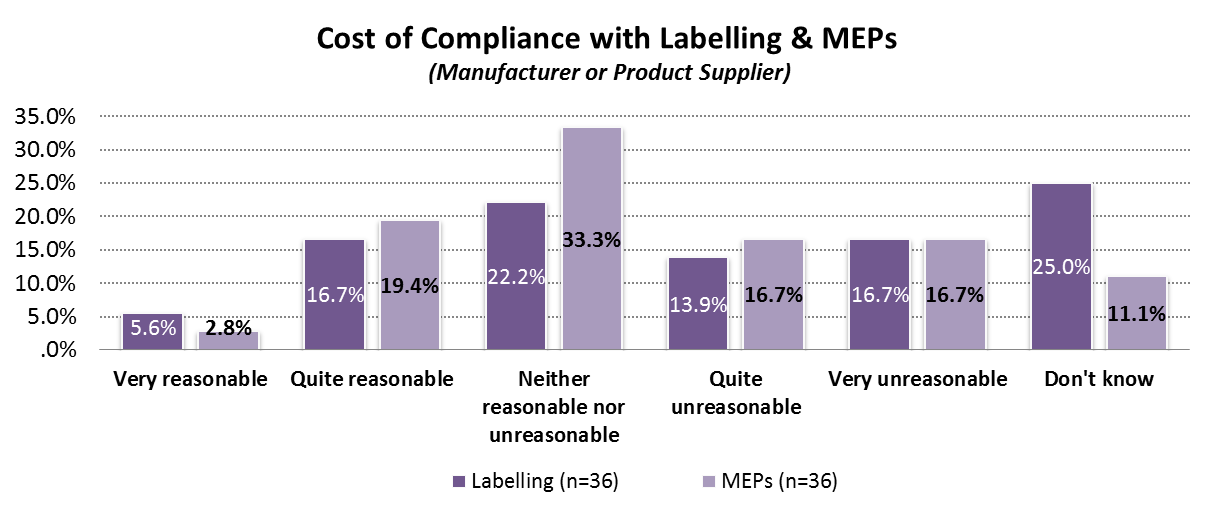 Cost of Compliance with Labelling & MEPs
(Manufacturer or Product Supplier)
35.0%
30.0%
25.0%
20.0%
15.0%
10.0%
5.0%
.0%
5.6%
2.8%
16.7%
19.4%
22.2%
33.3%
13.9%
16.7%
16.7%
16.7%
25.0%
11.1%
Very reasonable
Quite reasonable
Neither
reasonable nor
unreasonable
Quite
unreasonable
Very unreasonable
Don't know
Labelling (n=36)
MEPs (n=36)